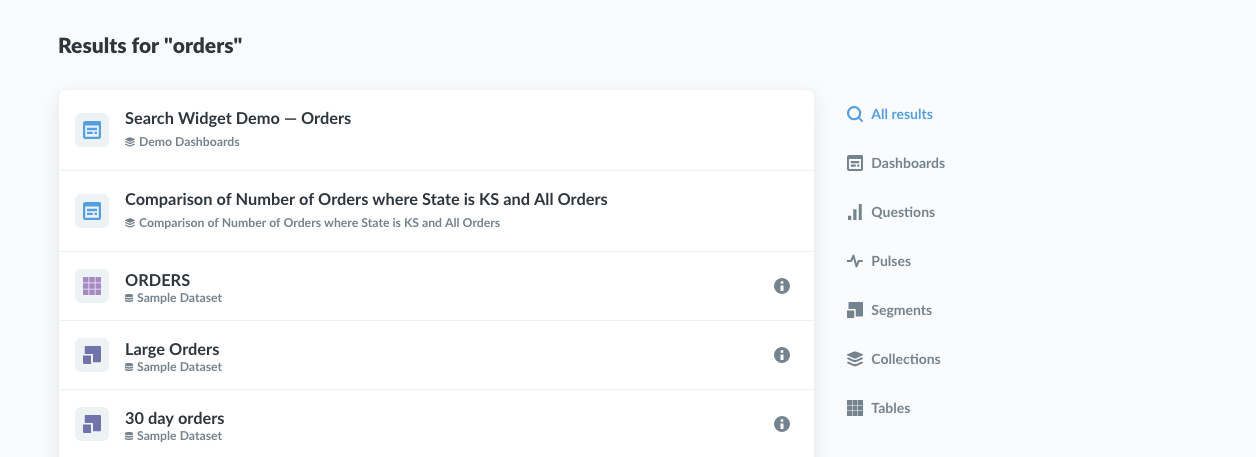 Results for "orders"
Search Widget Demo — Orders
Demo Dashboards
Comparison of Number of Orders where State is KS and All Orders
Comparison of Number of Orders where State is KS and All Orders
ORDERS
Sample Dataset
Large Orders
Sample Dataset
30 day orders
Sample Dataset
All results
Dashboards
Questions
Pulses
Segments
Collections
Tables